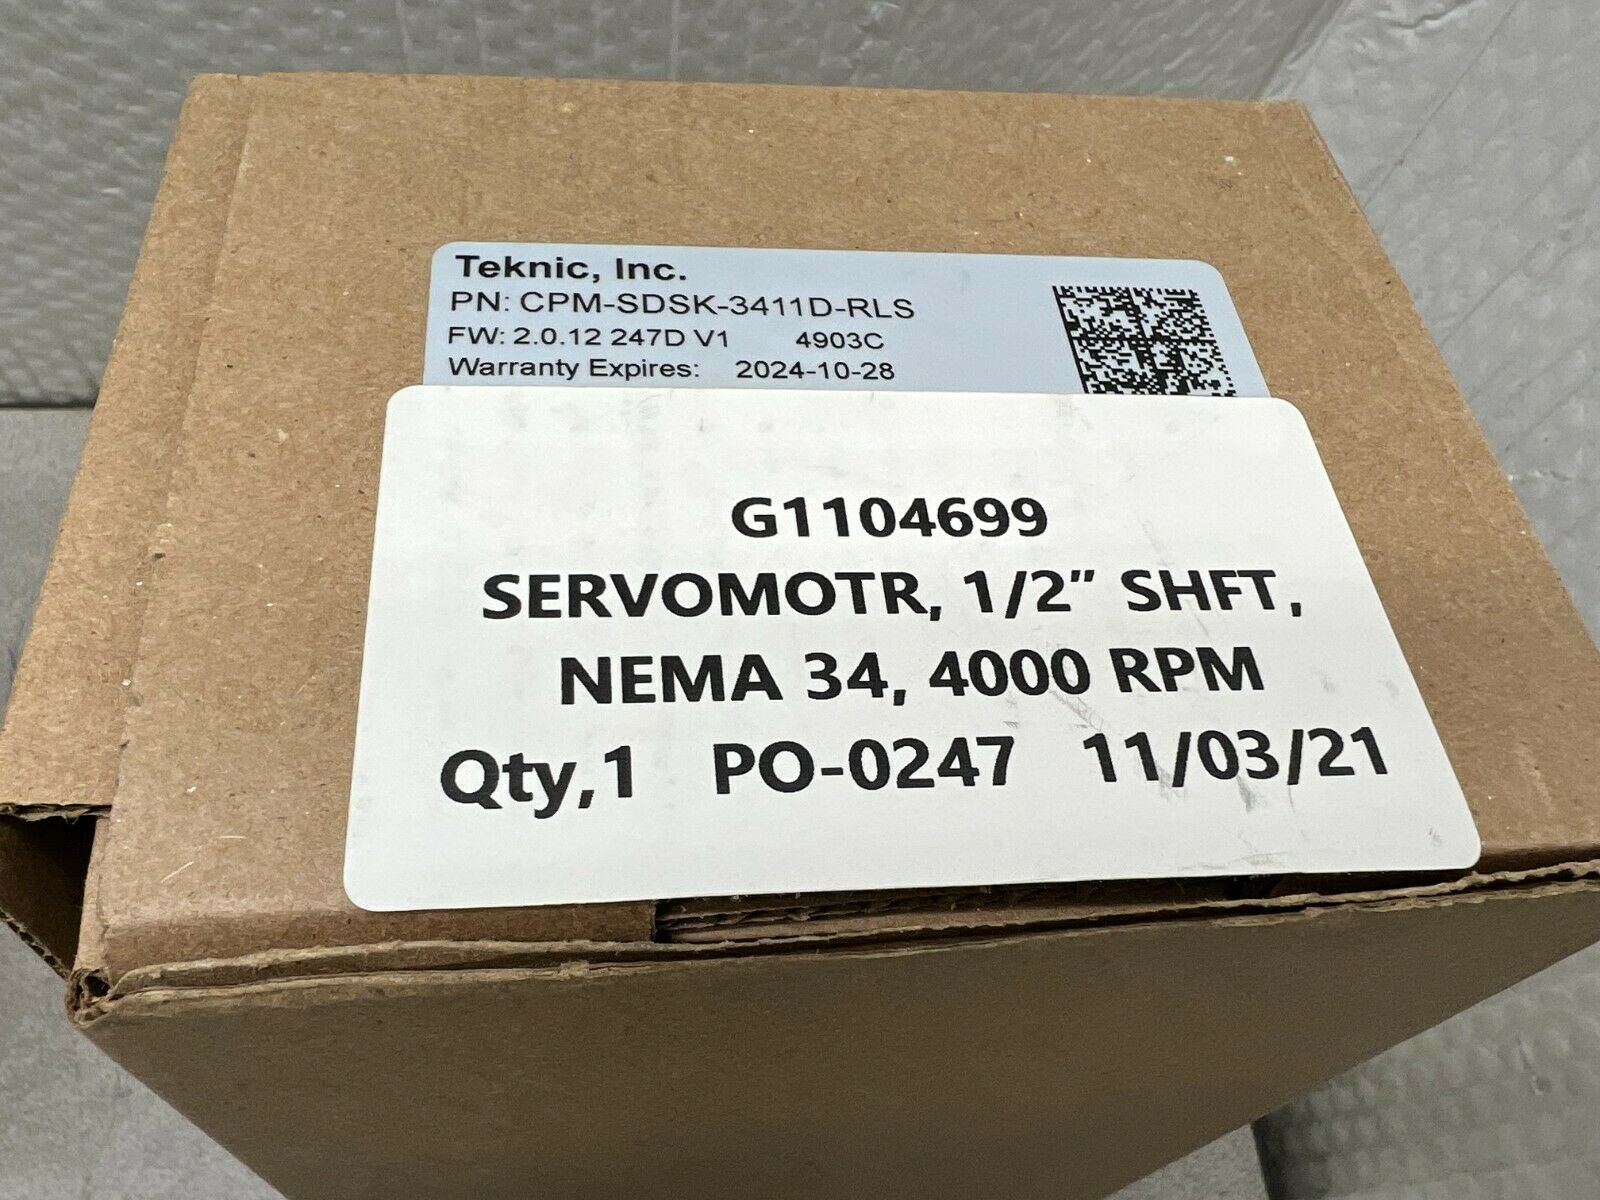 Teknic, Inc.
PN: CPM-SDSK-3411D-RLS
FW: 2.0.12 247D V1 4903C
Warranty Expires: 2024-10-28
G1104699
SERVOMOTR, 1/2" SHFT,
NEMA 34, 4000 RPM
Qty,1 PO-0247 11/03/21